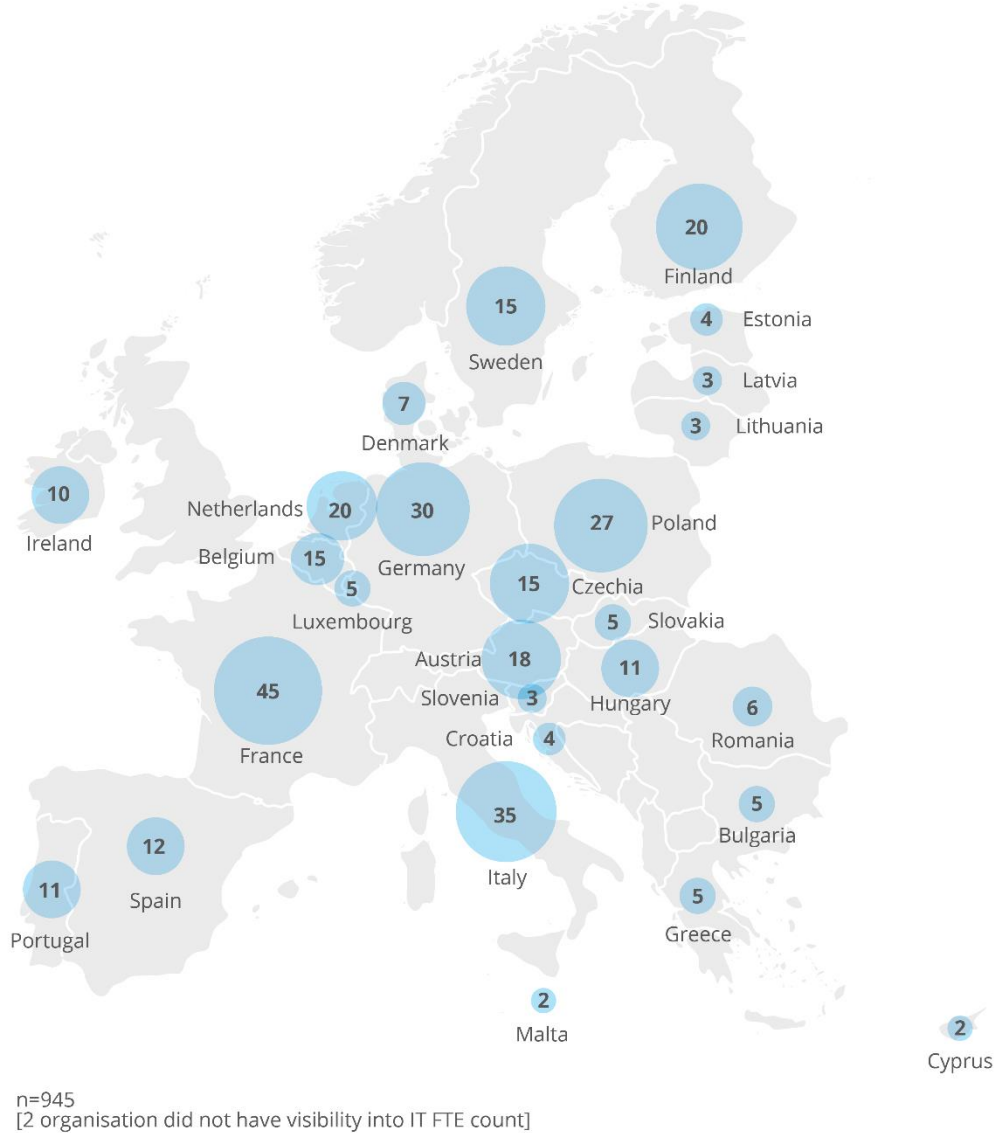 20
Finland
15
Sweden
4 Estonia
3 Latvia
3 Lithuania
7
Denmark
10
Ireland
Netherlands 20
30
Germany
27 Poland
Belgium 15
5
Luxembourg
15 Czechia
5 Slovakia
Austria 18
11
Hungary
45
France
Slovenia 3
Croatia 4
6
Romania
35
Italy
5
Bulgaria
12
Spain
11
Portugal
5
Greece
2
Malta
2
Cyprus
n=945
[2 organisation did not have visibility into IT FTE count]